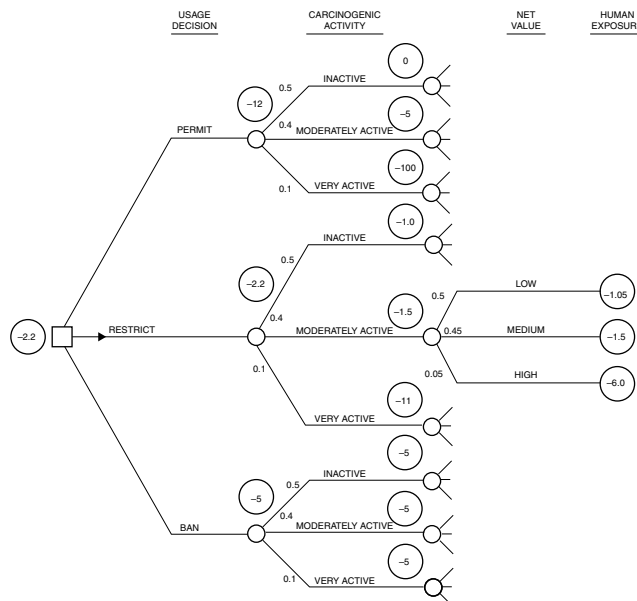 USAGE DECISION
CARCINOGENIC ACTIVITY
NET VALUE
HUMAN EXPOSUR
0
INACTIVE
0.5
−12
−5
0.4
MODERATELY ACTIVE
PERMIT
−100
0.1
VERY ACTIVE
−1.0
INACTIVE
0.5
−2.2
LOW
−1.05
0.5
−1.5
0.4
−2.2
RESTRICT
MODERATELY ACTIVE
0.45
MEDIUM
−1.5
0.1
0.05
HIGH
−6.0
−11
VERY ACTIVE
−5
INACTIVE
0.5
−5
−5
0.4
BAN
MODERATELY ACTIVE
−5
0.1
VERY ACTIVE